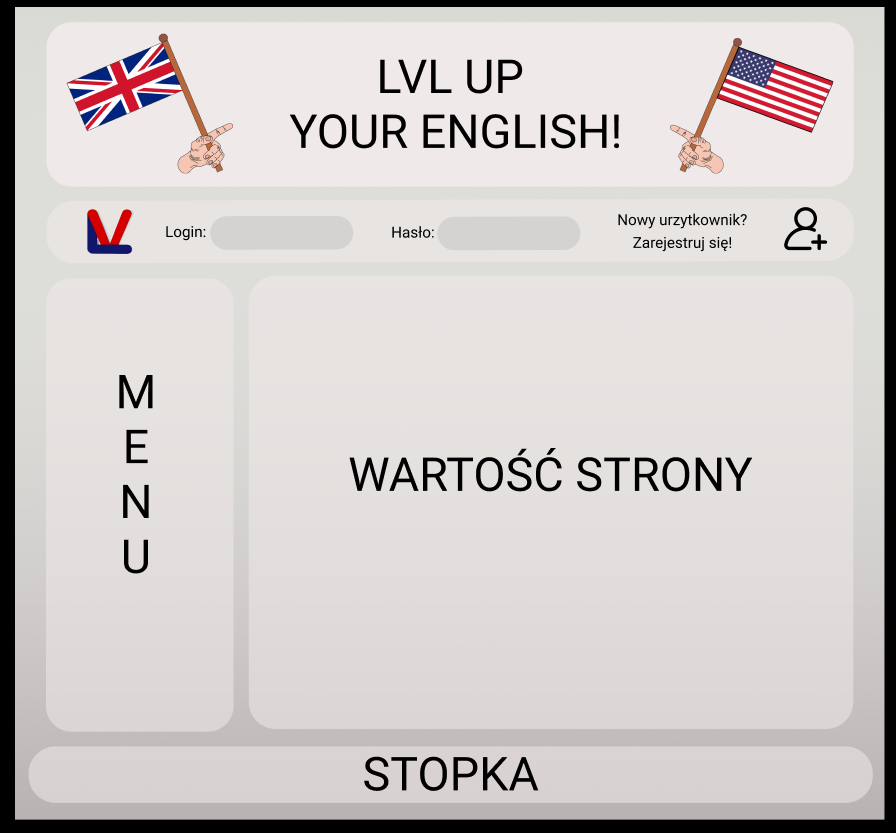 LVL UP
YOUR ENGLISH!
LV
Login:
Hasło:
Nowy urzytkownik?
Zarejestruj się!
M
E
N
U
WARTOŚĆ STRONY
STOPKA